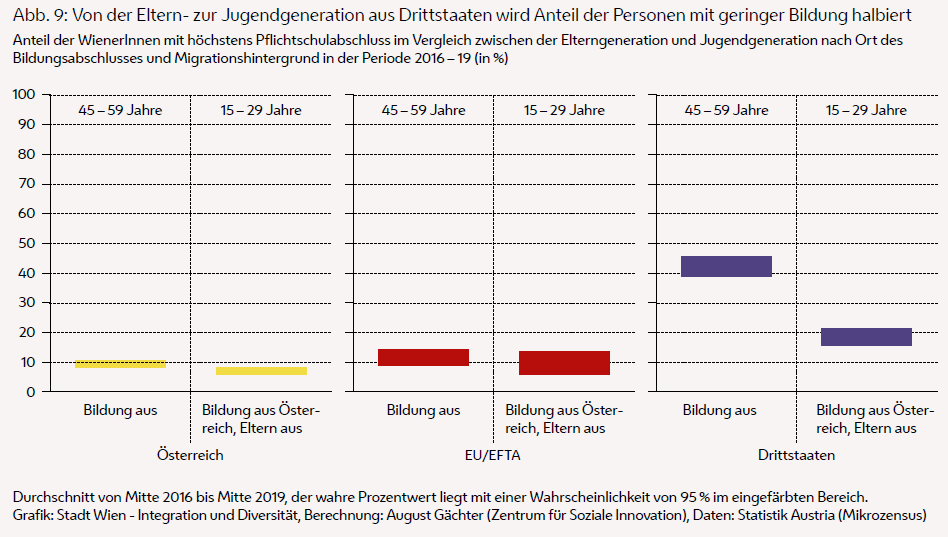 Abb. 9: Von der Eltern- zur Jugendgeneration aus Drittstaaten wird Anteil der Personen mit geringer Bildung halbiert
Anteil der WienerInnen mit höchstens Pflichtschulabschluss im Vergleich zwischen der Elterngeneration und Jugendgeneration nach Ort des
Bildungsabschlusses und Migrationshintergrund in der Periode 2016 – 19 (in %)
100
90
80
70
60
50
40
30
20
10
0
45 – 59 Jahre
15 – 29 Jahre
45 – 59 Jahre
15 – 29 Jahre
45 – 59 Jahre
15 – 29 Jahre
Bildung aus
Bildung aus Öster-
reich, Eltern aus
Bildung aus
Bildung aus Öster-
reich, Eltern aus
Bildung aus
Bildung aus Öster-
reich, Eltern aus
Österreich
EU/EFTA
Drittstaaten
Durchschnitt von Mitte 2016 bis Mitte 2019, der wahre Prozentwert liegt mit einer Wahrscheinlichkeit von 95 % im eingefärbten Bereich.
Grafik: Stadt Wien - Integration und Diversität, Berechnung: August Gächter (Zentrum für Soziale Innovation), Daten: Statistik Austria (Mikrozensus)